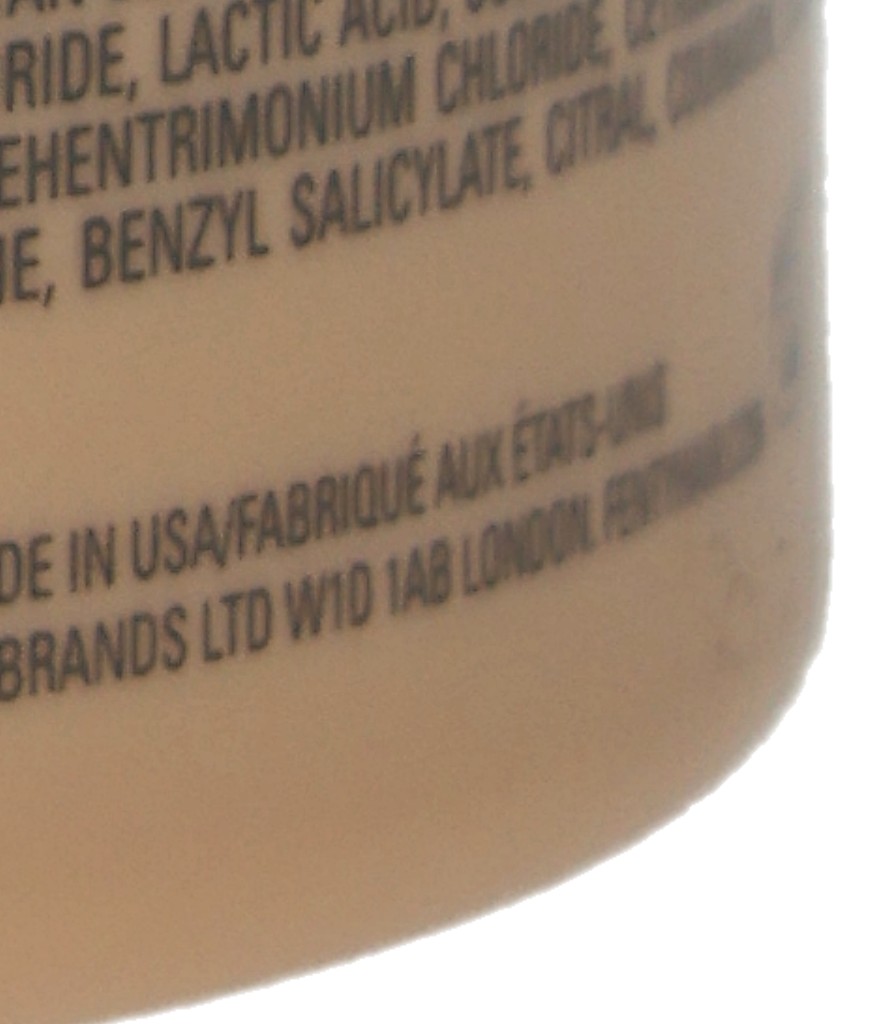 RIDE, LACTIC ACID,
EHENTRIMONIUM CHLORIDE,
E, BENZYL SALICYLATE, CITRAL,
DE IN USA/FABRIQUÉ AUX ÉTATS-UNIS
BRANDS LTD W1D 1AB LONDON.